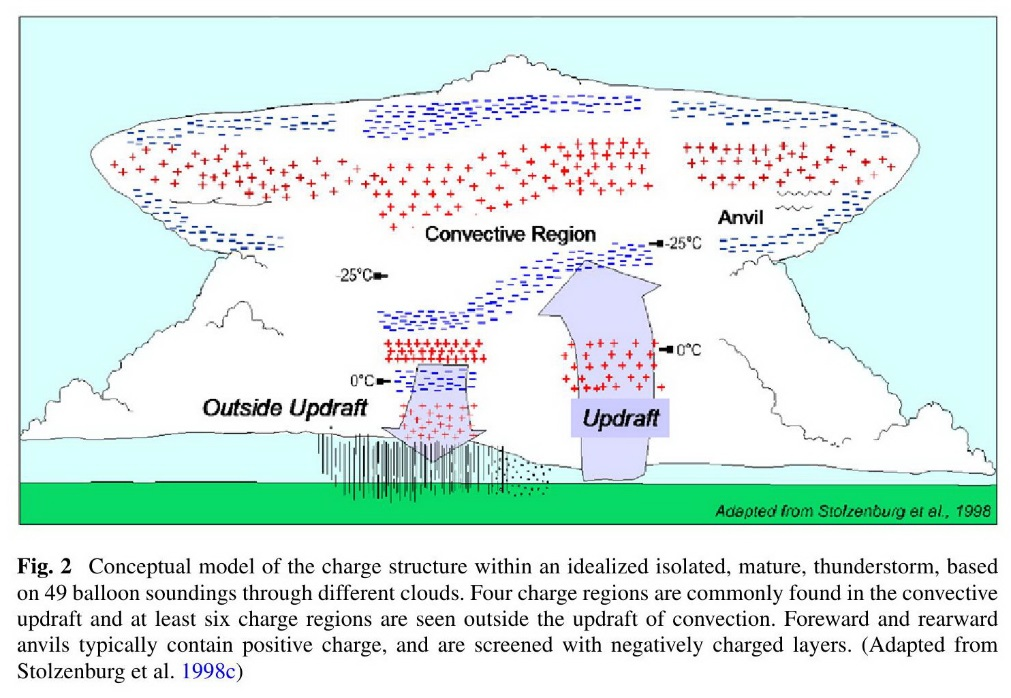 Convective Region
Anvil
-25°C
-25°C
0°C
0°C
Outside Updraft
Updraft
Adapted from Stolzenburg et al., 1998
Fig. 2 Conceptual model of the charge structure within an idealized isolated, mature, thunderstorm, based
on 49 balloon soundings through different clouds. Four charge regions are commonly found in the convective
updraft and at least six charge regions are seen outside the updraft of convection. Foreward and rearward
anvils typically contain positive charge, and are screened with negatively charged layers. (Adapted from
Stolzenburg et al. 1998c)